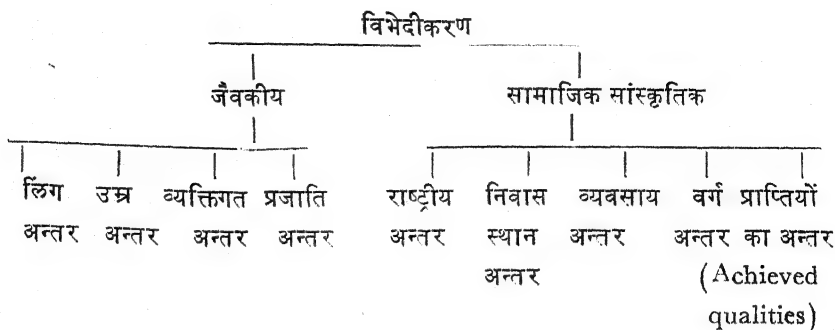 विभेदीकरण
जैवकीय सामाजिक सांस्कृतिक
लिंग उम्र व्यक्तिगत प्रजाति राष्ट्रीय निवास व्यवसाय वर्ग प्राप्तियों
अन्तर अन्तर अन्तर अन्तर अन्तर स्थान अन्तर अन्तर का अन्तर
अन्तर (Achieved
qualities)